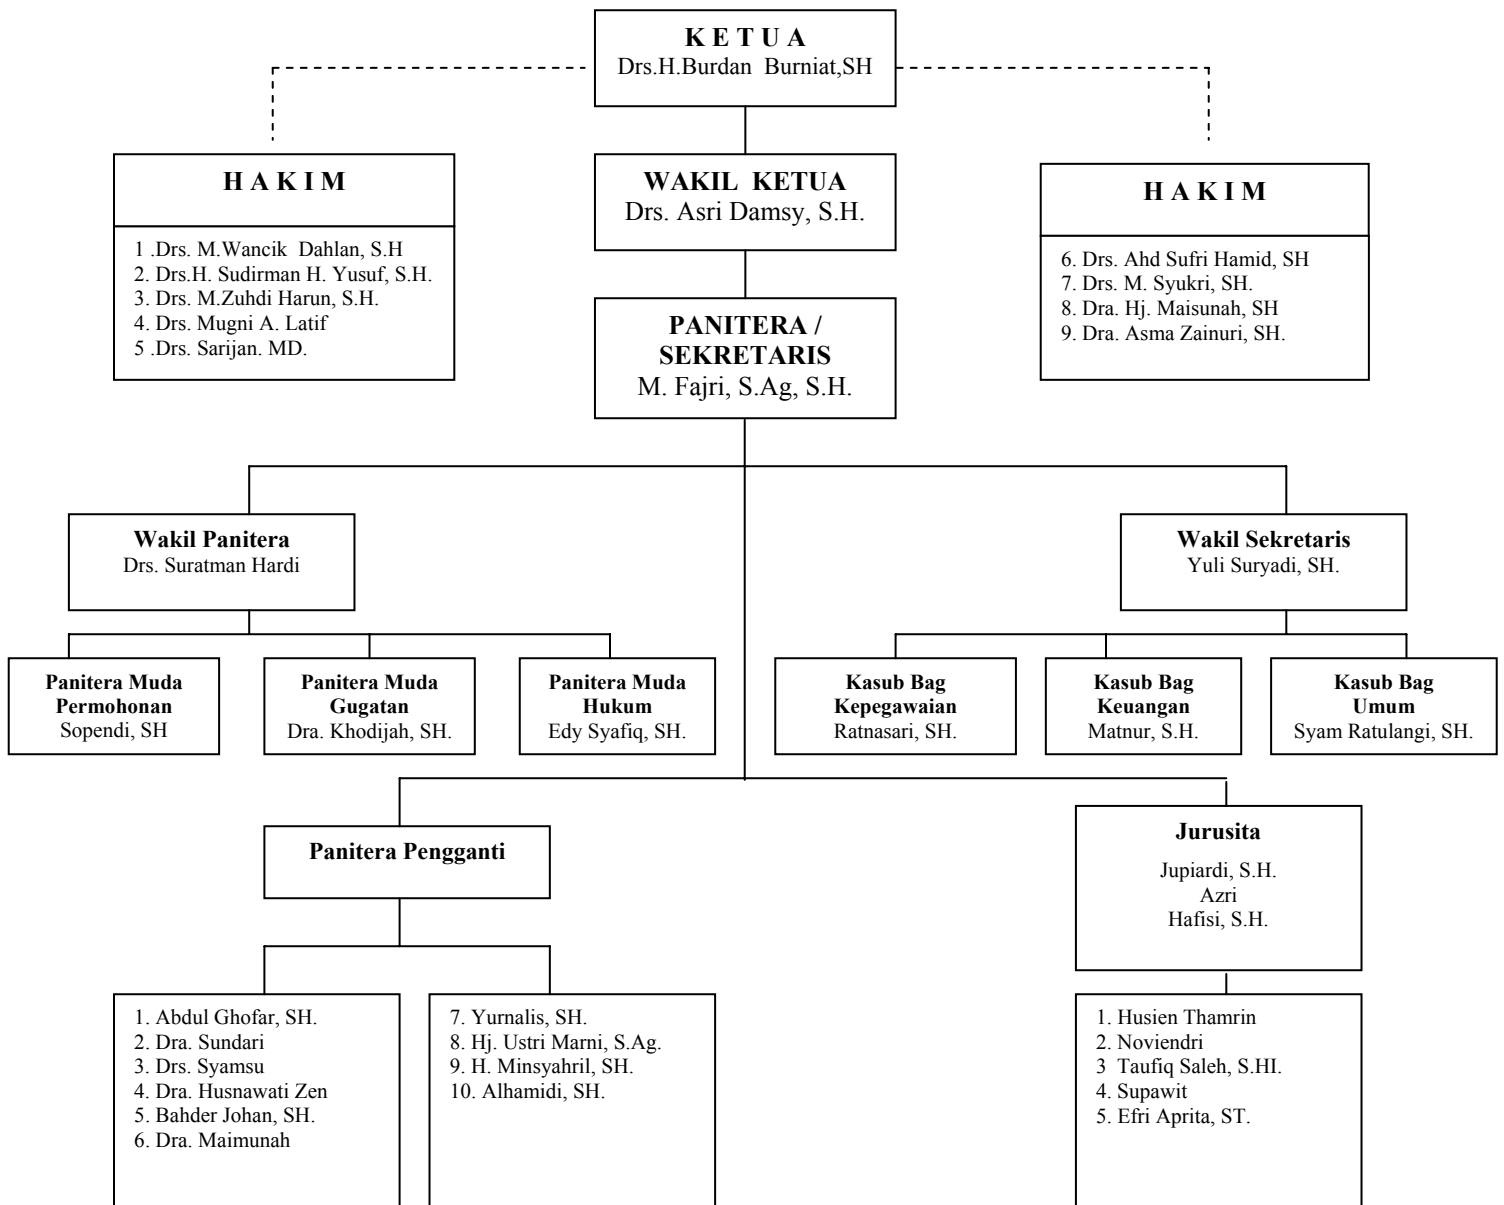 K E T U A
Drs.H.Burdan Burniat,SH
H A K I M
1 .Drs. M.Wancik Dahlan, S.H
2. Drs.H. Sudirman H. Yusuf, S.H.
3. Drs. M.Zuhdi Harun, S.H.
4. Drs. Mugni A. Latif
5 .Drs. Sarijan. MD.
WAKIL KETUA
Drs. Asri Damsy, S.H.
H A K I M
6. Drs. Ahd Sufri Hamid, SH
7. Drs. M. Syukri, SH.
8. Dra. Hj. Maisunah, SH
9. Dra. Asma Zainuri, SH.
PANITERA /
SEKRETARIS
M. Fajri, S.Ag, S.H.
Wakil Panitera
Drs. Suratman Hardi
Wakil Sekretaris
Yuli Suryadi, SH.
Panitera Muda
Permohonan
Sopendi, SH
Panitera Muda
Gugatan
Dra. Khodijah, SH.
Panitera Muda
Hukum
Edy Syafiq, SH.
Kasub Bag
Kepegawaian
Ratnasari, SH.
Kasub Bag
Keuangan
Matnur, S.H.
Kasub Bag
Umum
Syam Ratulangi, SH.
Panitera Pengganti
Jurusita
Jupiardi, S.H.
Azri
Hafisi, S.H.
1. Abdul Ghofar, SH.
2. Dra. Sundari
3. Drs. Syamsu
4. Dra. Husnawati Zen
5. Bahder Johan, SH.
6. Dra. Maimunah
7. Yurnalis, SH.
8. Hj. Ustri Marni, S.Ag.
9. H. Minsyahril, SH.
10. Alhamidi, SH.
1. Husien Thamrin
2. Noviendri
3 Taufiq Saleh, S.HI.
4. Supawit
5. Efri Aprita, ST.